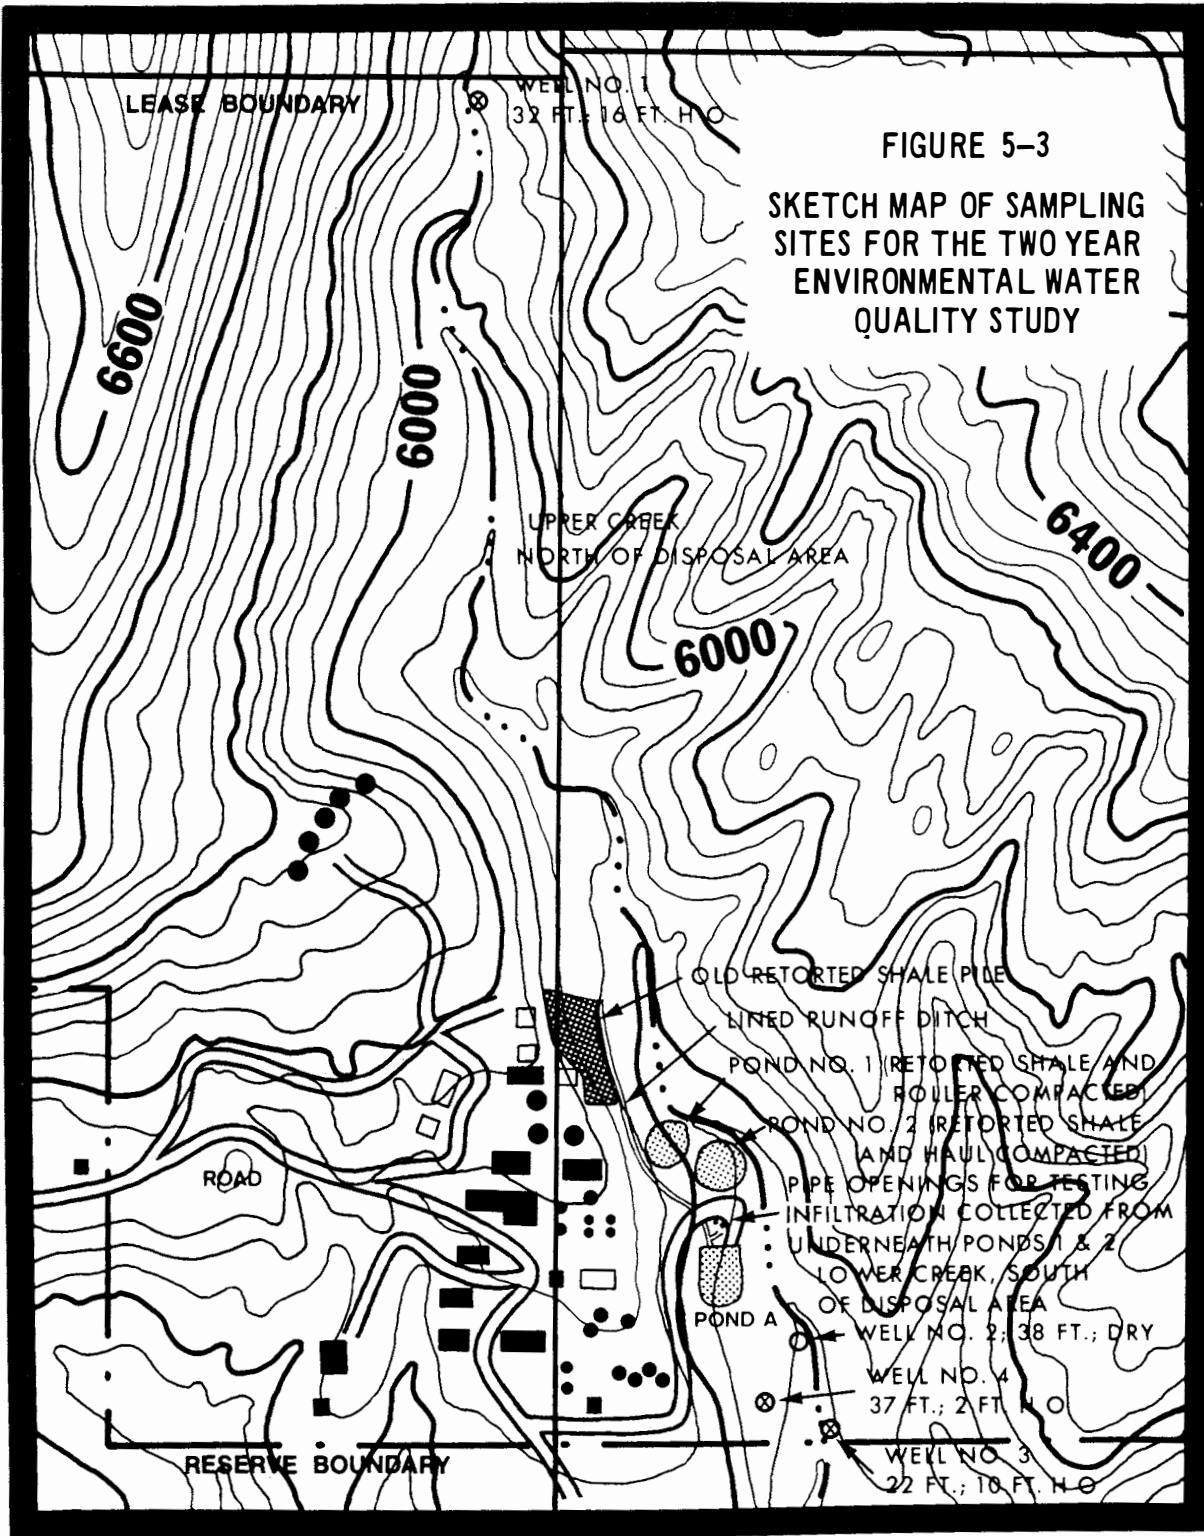 LEASE BOUNDARY
WELL NO. 1
32 FT.; 16 FT. H O
FIGURE 5-3
SKETCH MAP OF SAMPLING
SITES FOR THE TWO YEAR
ENVIRONMENTAL WATER
QUALITY STUDY
6600
6000
UPPER CREEK
NORTH OF DISPOSAL AREA
6400
6000
OLD RETORTED SHALE PILE
LINED RUNOFF DITCH
POND NO. 1 (RETORTED SHALE AND
ROLLER COMPACTED)
POND NO. 2 (RETORTED SHALE
AND HAUL COMPACTED)
PIPE OPENINGS FOR TESTING
INFILTRATION COLLECTED FROM
UNDERNEATH PONDS 1 & 2
LOWER CREEK, SOUTH
OF DISPOSAL AREA
ROAD
POND A
WELL NO. 2; 38 FT.; DRY
WELL NO. 4
37 FT.; 2 FT. H O
WELL NO. 3
22 FT.; 10 FT. H O
RESERVE BOUNDARY